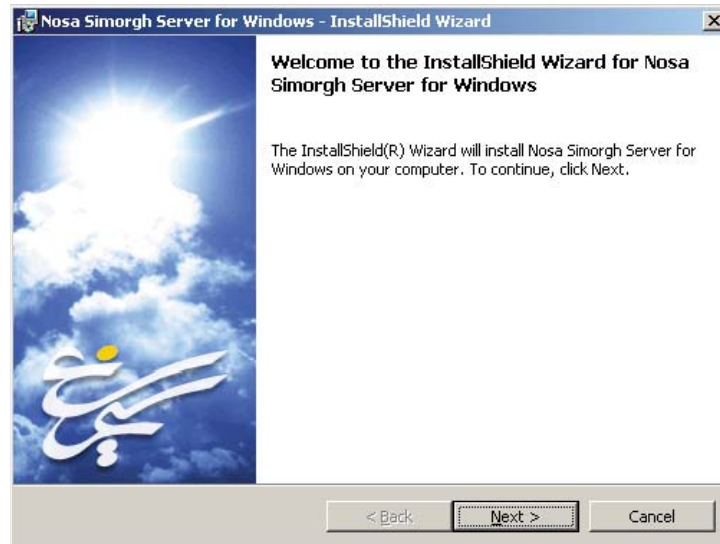 Nosa Simorgh Server for Windows - InstallShield Wizard
Welcome to the InstallShield Wizard for Nosa
Simorgh Server for Windows
The InstallShield(R) Wizard will install Nosa Simorgh Server for
Windows on your computer. To continue, click Next.
سیمرغ
< Back
Next >
Cancel